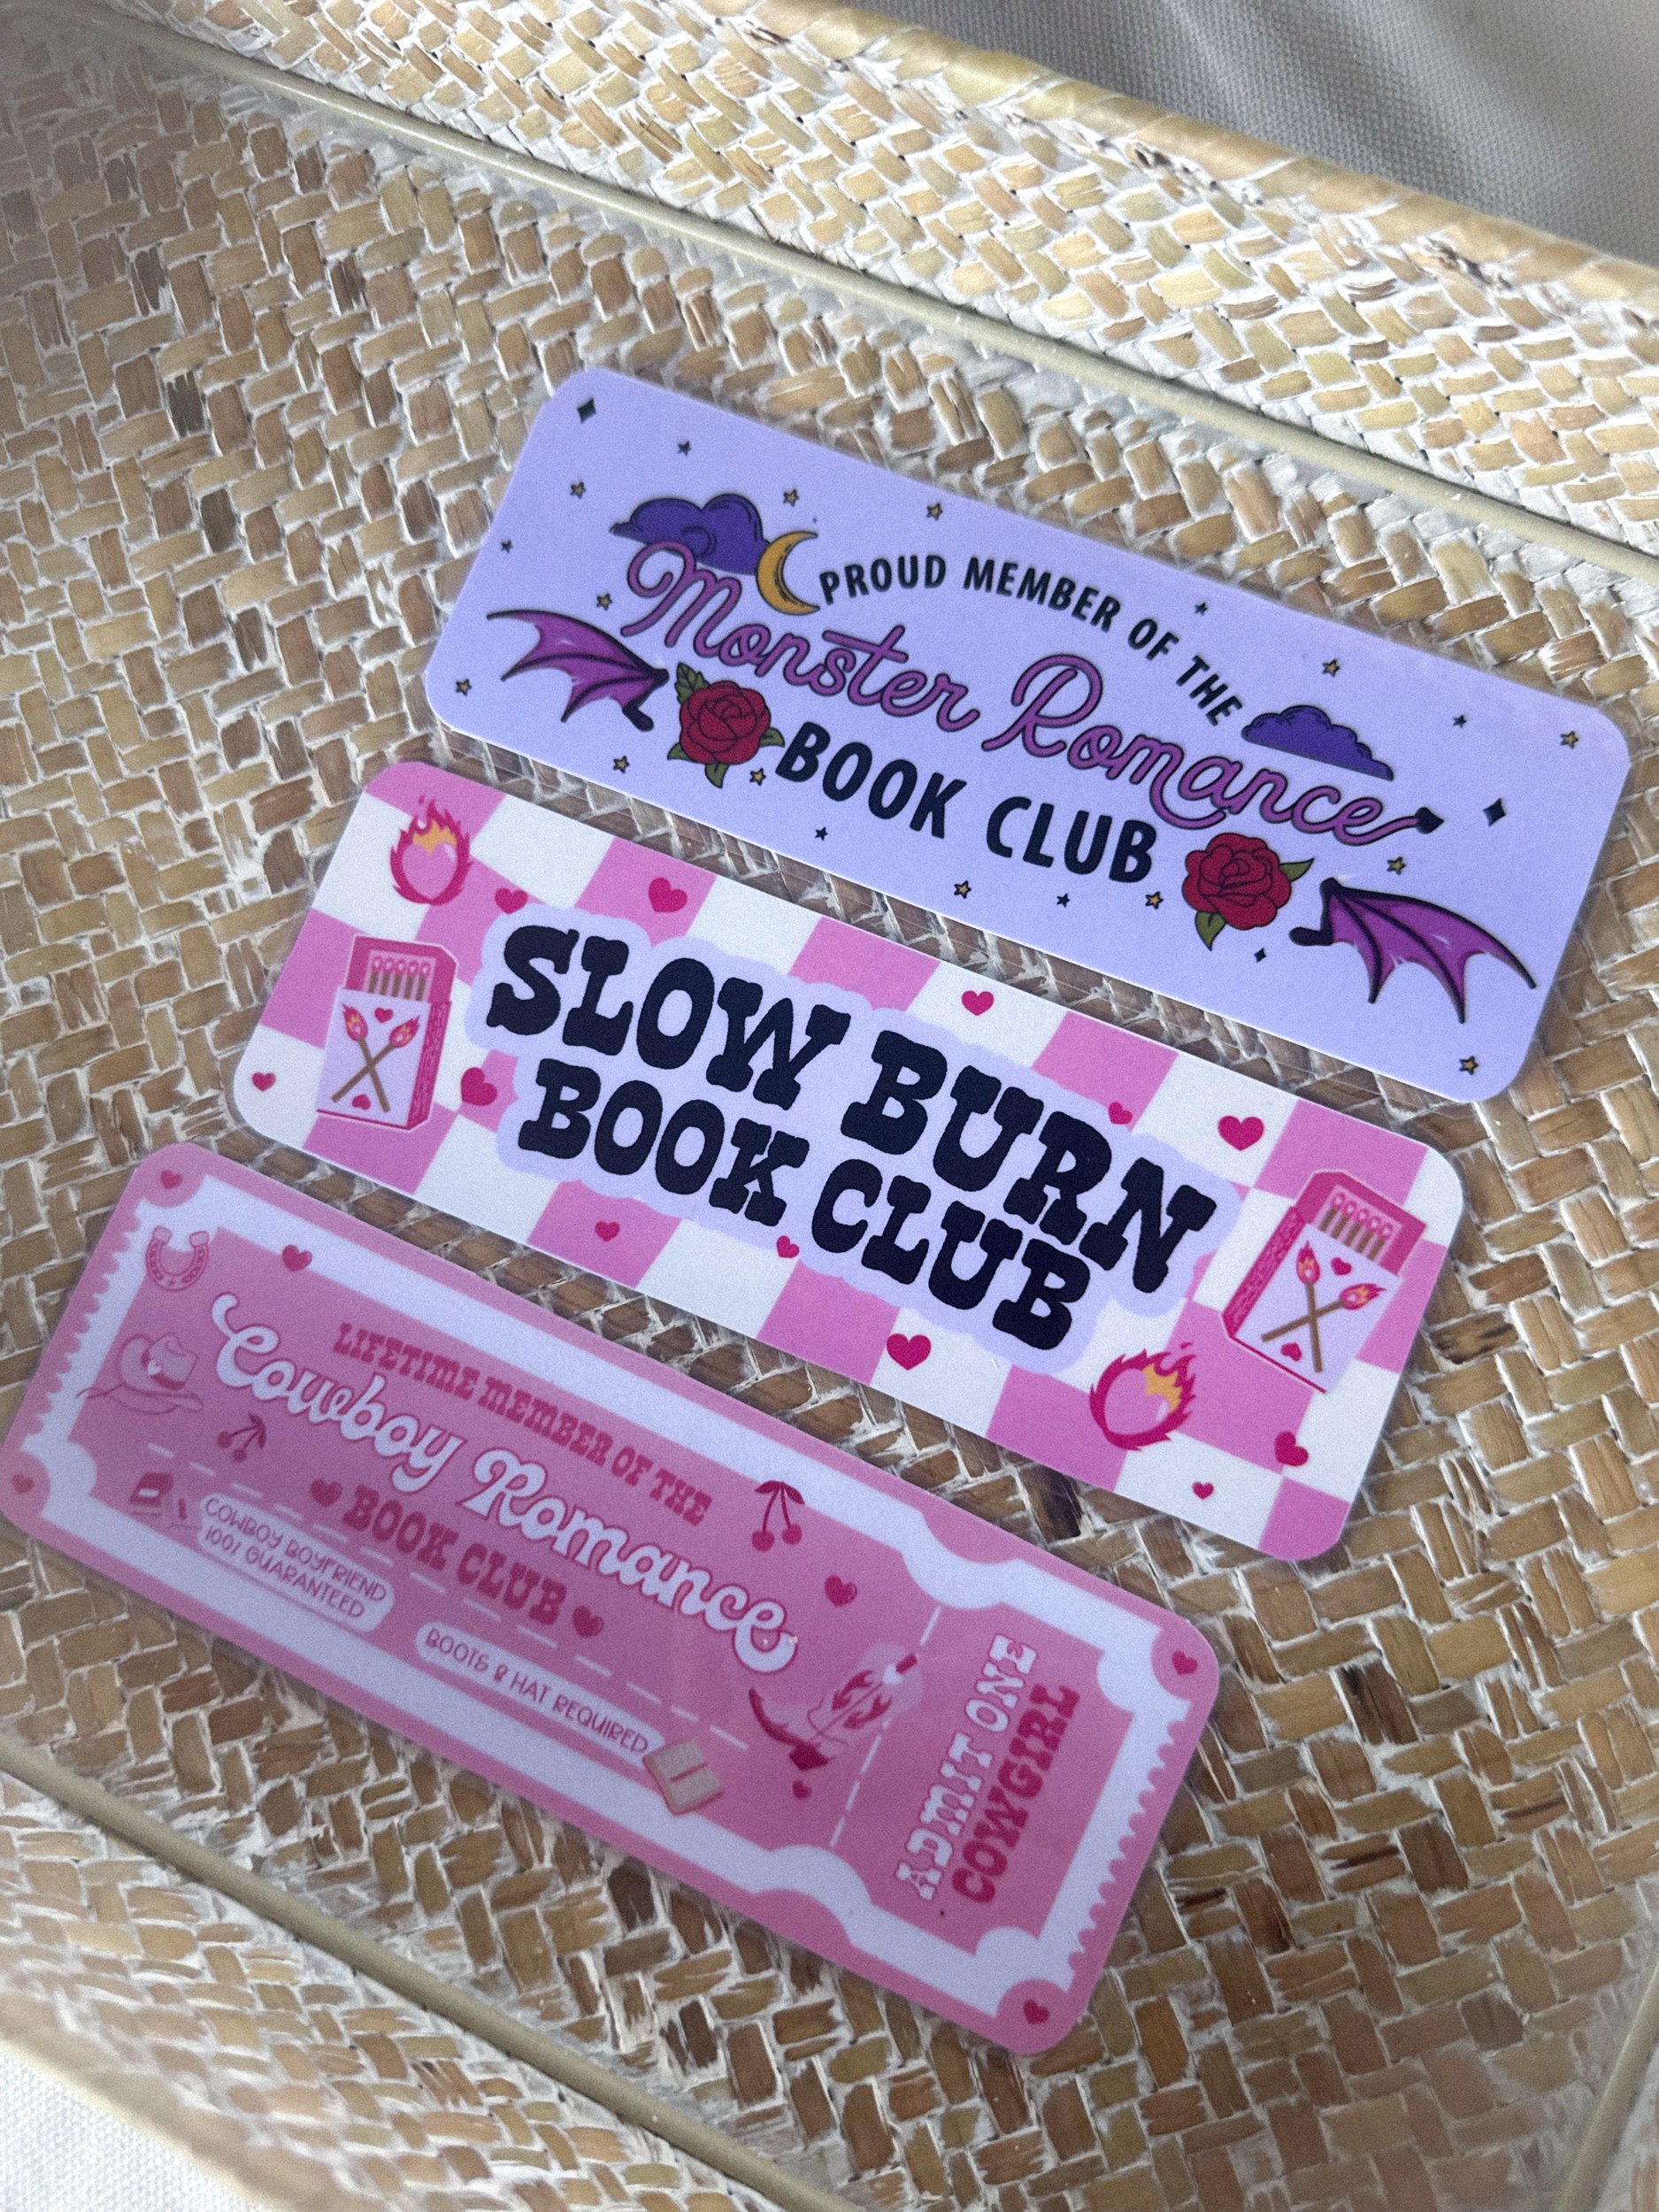 PROUD MEMBER OF THE
Monster Romance
BOOK CLUB
SLOW BURN
BOOK CLUB
LIFETIME MEMBER OF THE
Cowboy Romance
BOOK CLUB
COWBOY BOYFRIEND
100% GUARANTEED
BOOTS & HAT REQUIRED
ADMIT ONE
COWGIRL